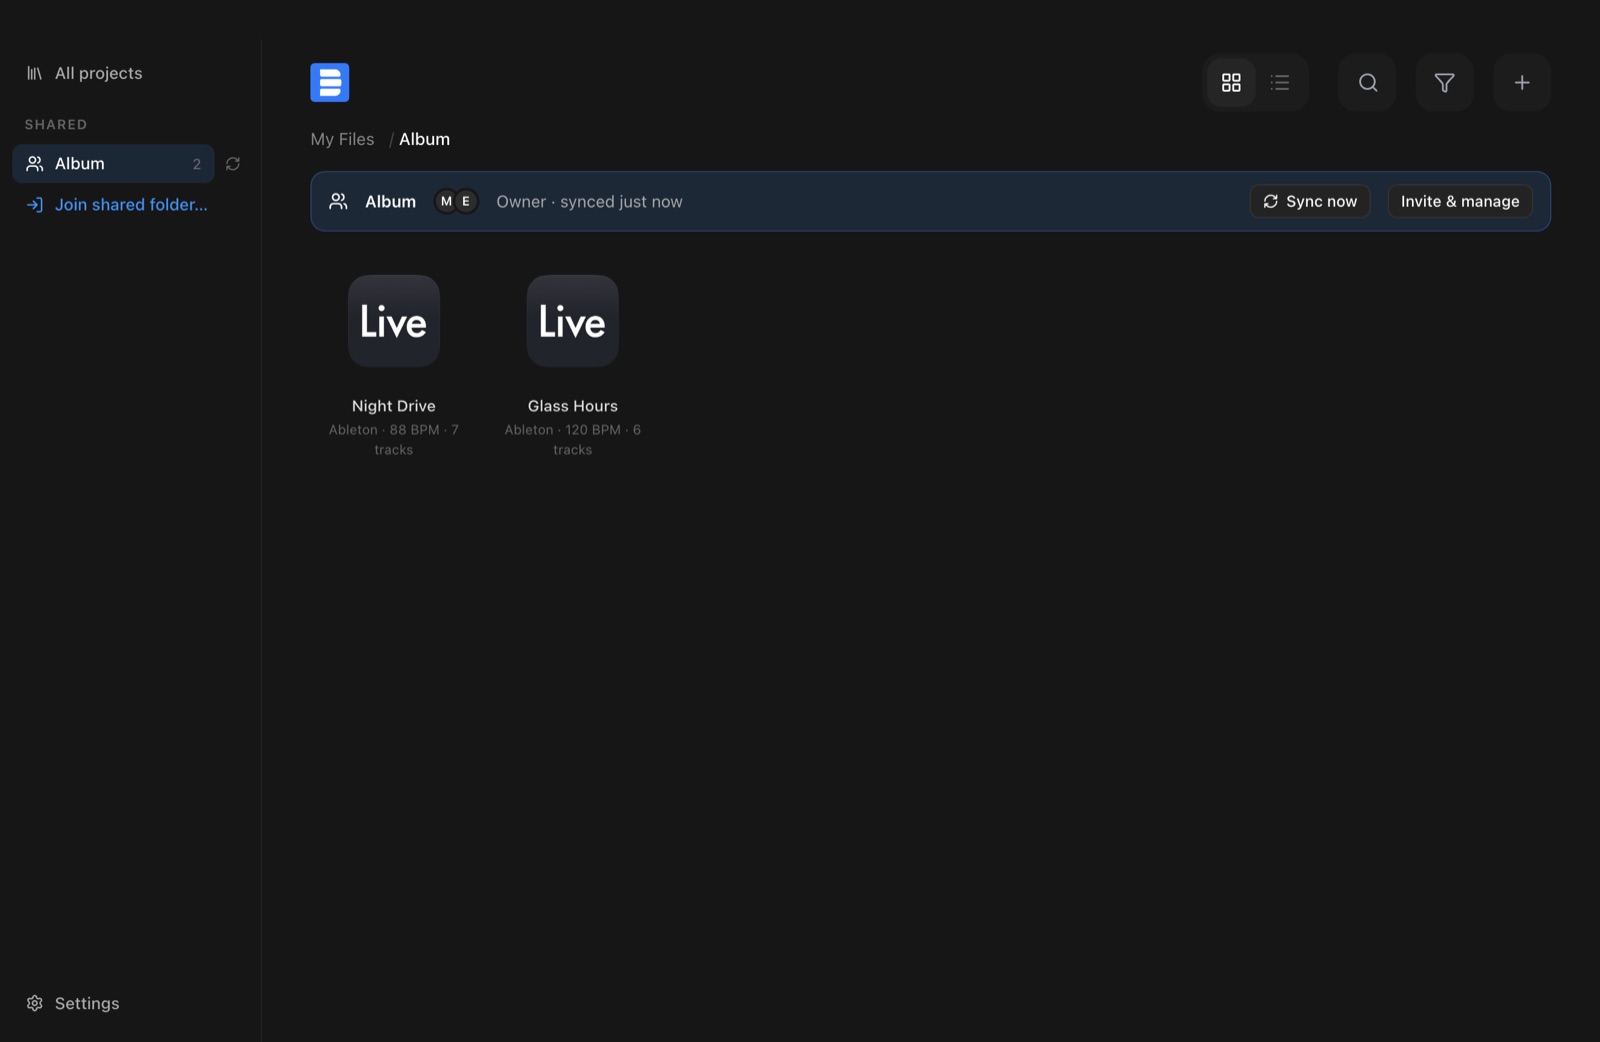 All projects
SHARED
Album 2
Join shared folder...
Settings
My Files / Album
Album M E Owner · synced just now Sync now Invite & manage
Live
Night Drive
Ableton · 88 BPM · 7
tracks
Live
Glass Hours
Ableton · 120 BPM · 6
tracks